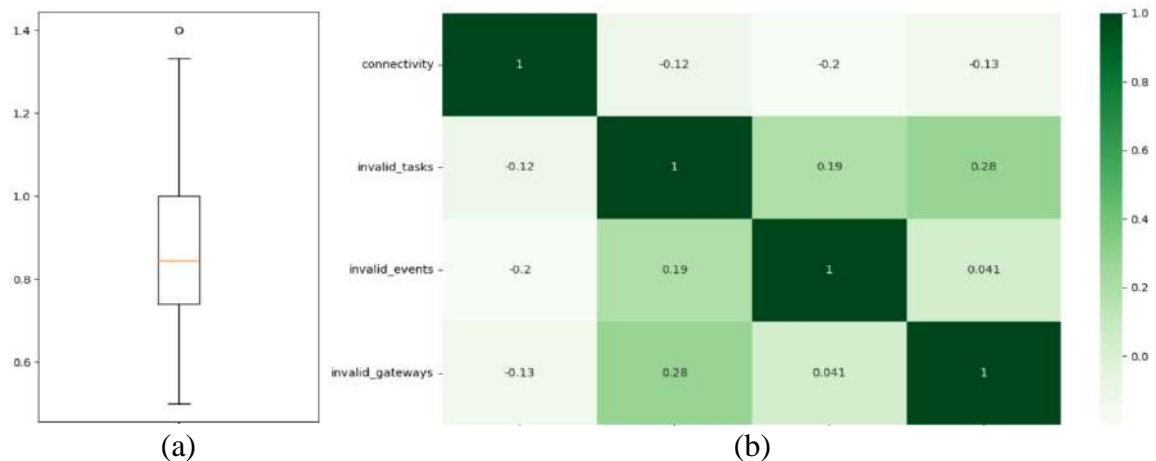 1.4
1.2
1.0
0.8
0.6
(a)
connectivity 1 -0.12 -0.2 -0.13
invalid_tasks -0.12 1 0.19 0.28
invalid_events -0.2 0.19 1 0.041
invalid_gateways -0.13 0.28 0.041 1
1.0
0.8
0.6
0.4
0.2
0.0
(b)